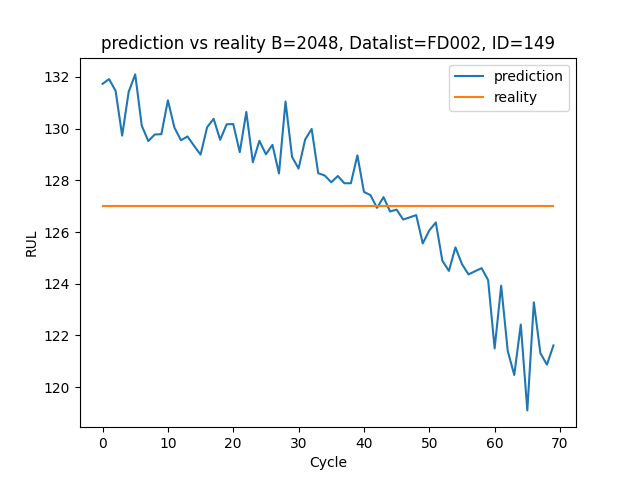 prediction vs reality B=2048, Datalist=FD002, ID=149
prediction
reality
132
130
128
126
124
122
120
RUL
0 10 20 30 40 50 60 70
Cycle